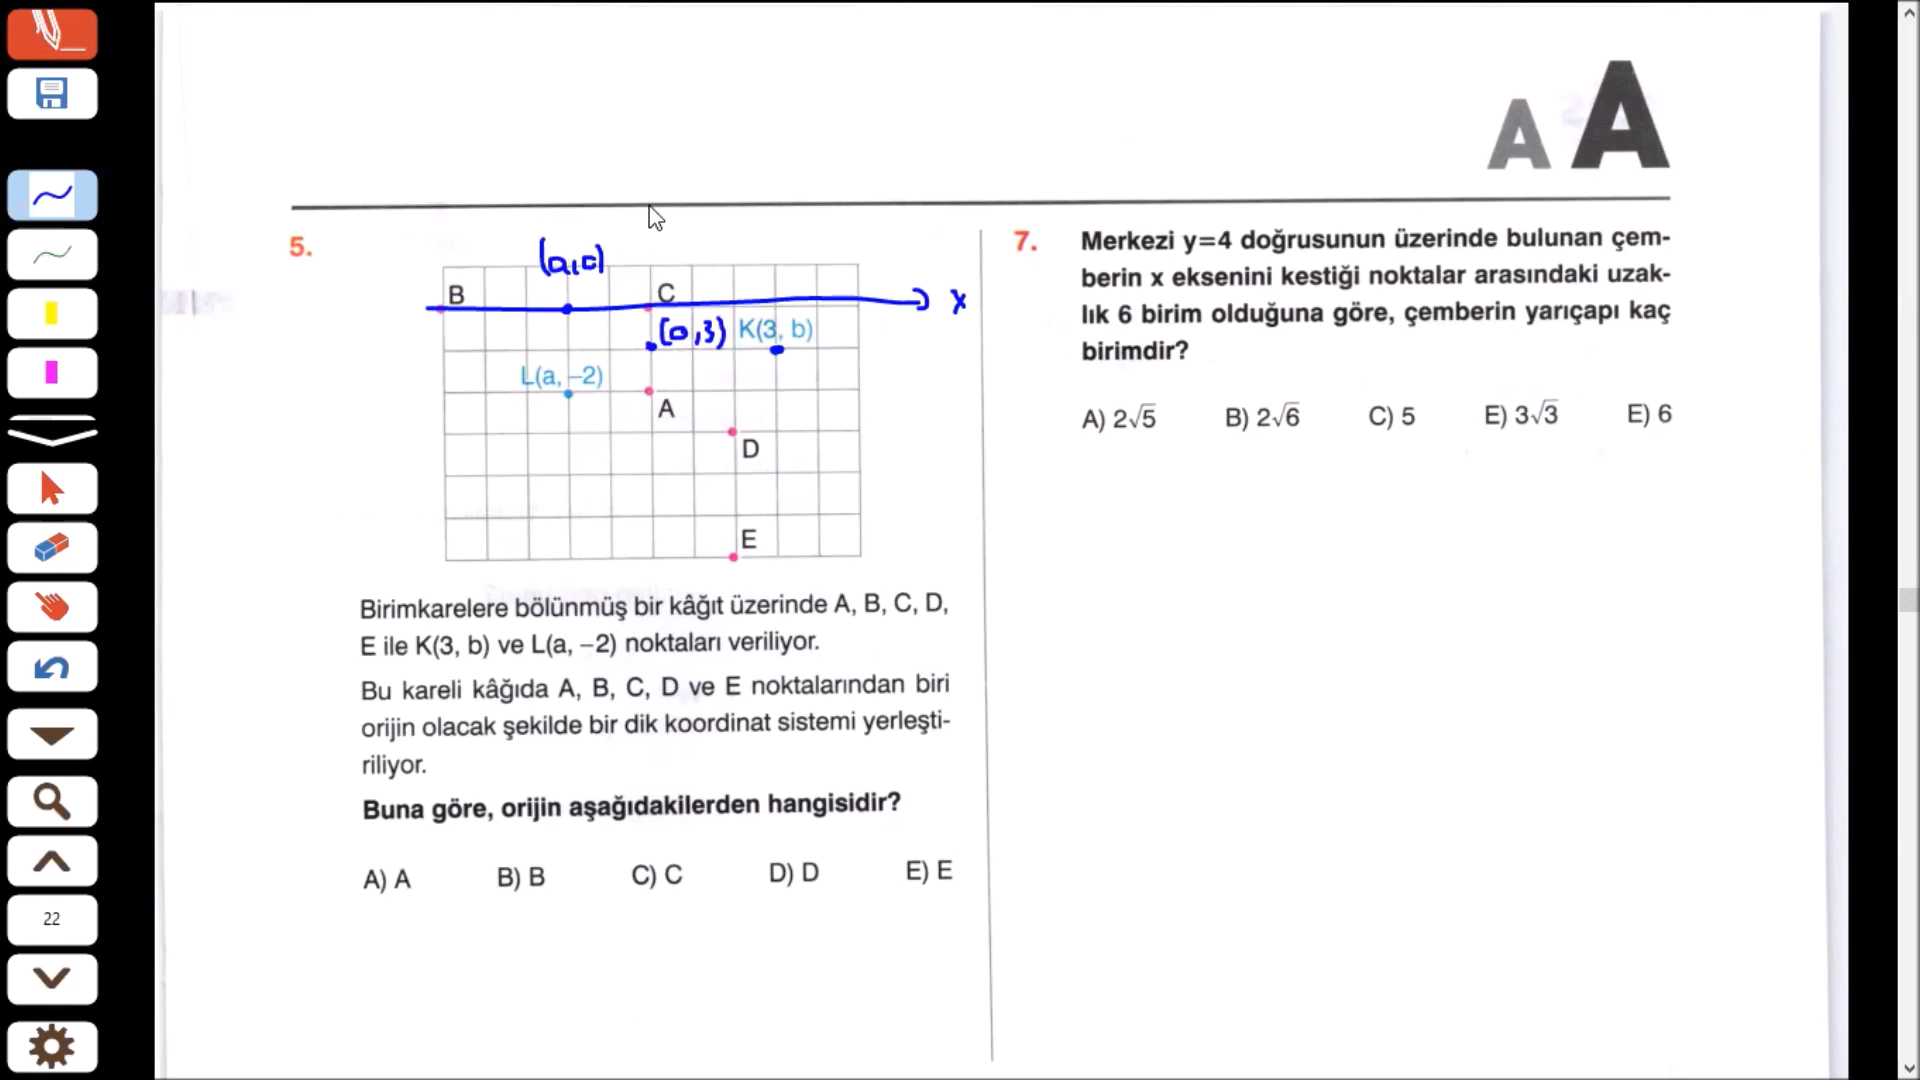 A A
5.
(a,0)
B
C
x
(0,3) K(3, b)
L(a, –2)
A
D
E
Birimkarelere bölünmüş bir kâğıt üzerinde A, B, C, D,
E ile K(3, b) ve L(a, –2) noktaları veriliyor.
Bu kareli kâğıda A, B, C, D ve E noktalarından biri
orijin olacak şekilde bir dik koordinat sistemi yerleşti-
riliyor.
Buna göre, orijin aşağıdakilerden hangisidir?
A) A B) B C) C D) D E) E
7. Merkezi y=4 doğrusunun üzerinde bulunan çem-
berin x eksenini kestiği noktalar arasındaki uzak-
lık 6 birim olduğuna göre, çemberin yarıçapı kaç
birimdir?
A) 2√5 B) 2√6 C) 5 E) 3√3 E) 6
22